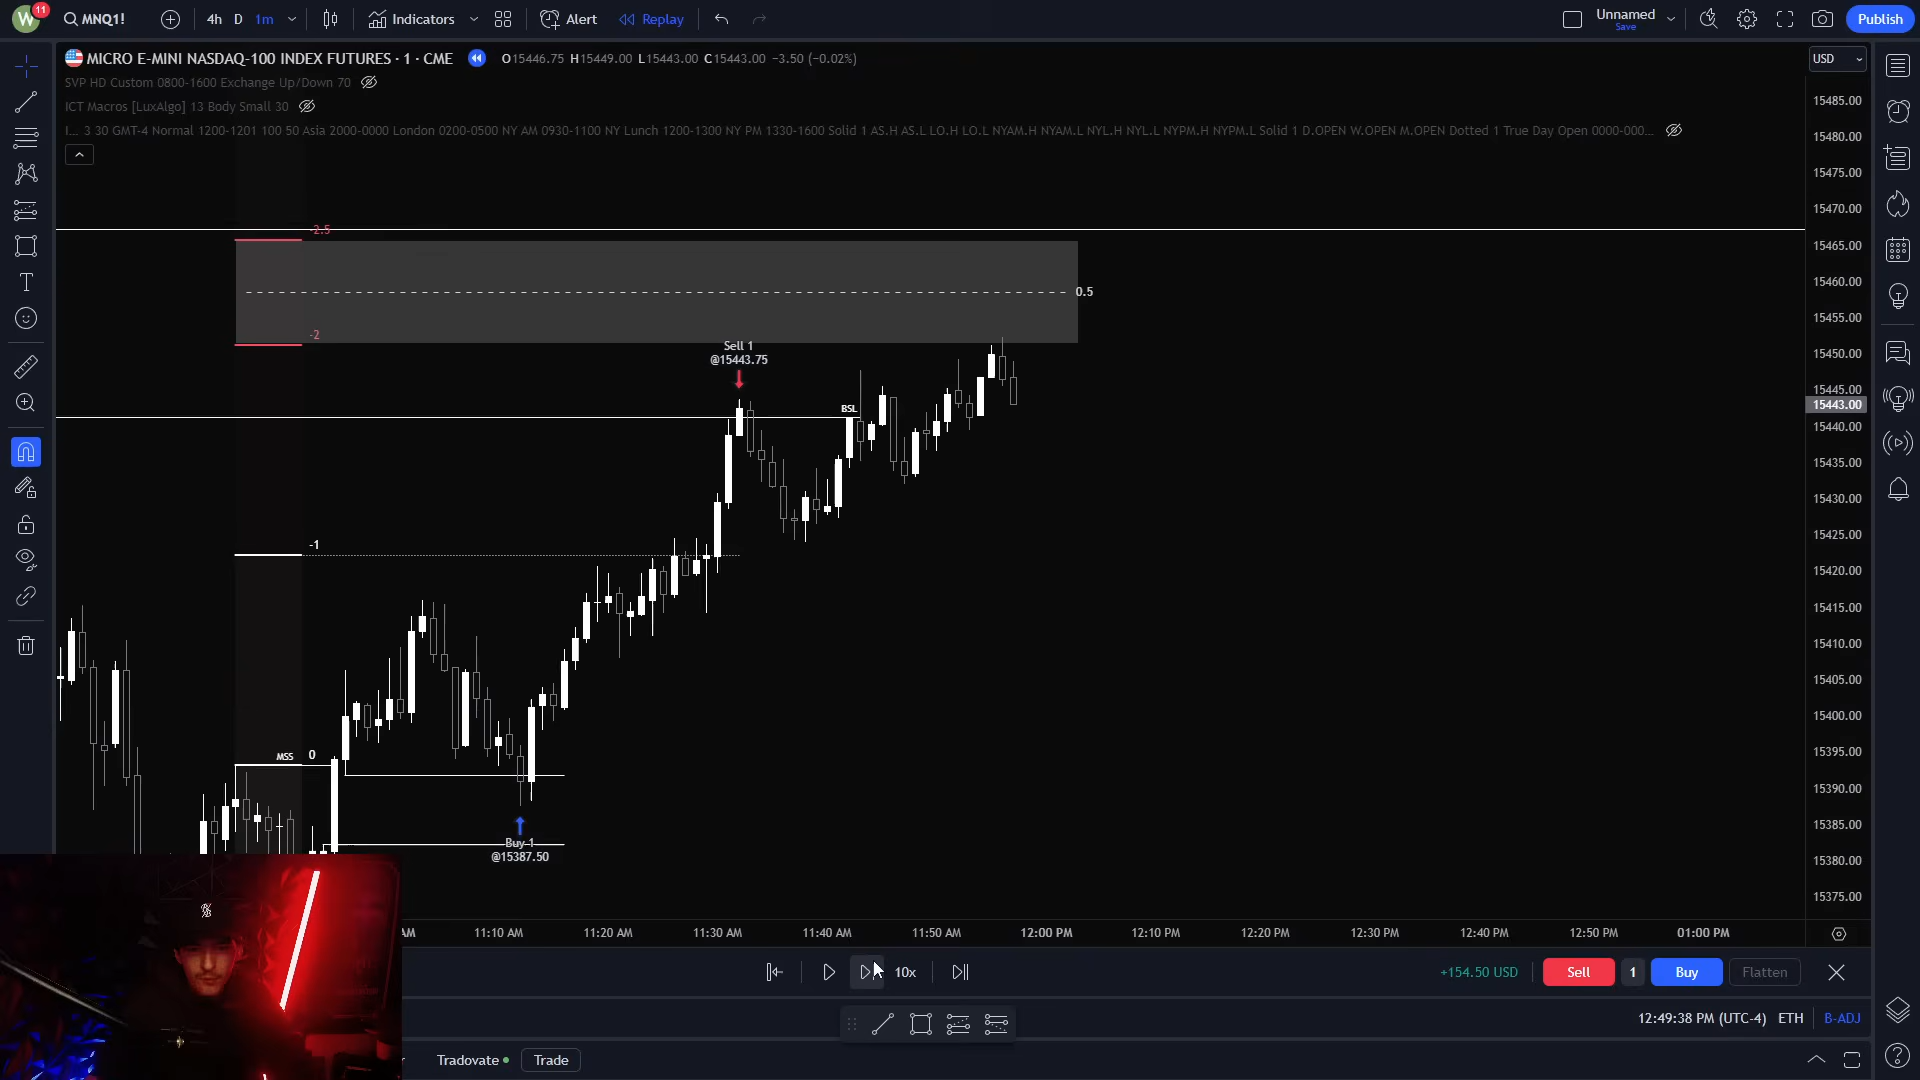 W 11 MNQ1! 4h D 1m Indicators Alert Replay Unnamed Save Publish
MICRO E-MINI NASDAQ-100 INDEX FUTURES · 1 · CME O15446.75 H15449.00 L15443.00 C15443.00 −3.50 (−0.02%)
USD
SVP HD Custom 0800-1600 Exchange Up/Down 70
ICT Macros [LuxAlgo] 13 Body Small 30
I... 3 30 GMT-4 Normal 1200-1201 100 50 Asia 2000-0000 London 0200-0500 NY AM 0930-1100 NY Lunch 1200-1300 NY PM 1330-1600 Solid 1 AS.H AS.L LO.H LO.L NYAM.H NYAM.L NYL.H NYL.L NYPM.H NYPM.L Solid 1 D.OPEN W.OPEN M.OPEN Dotted 1 True Day Open 0000-000...
15485.00
15480.00
15475.00
15470.00
15465.00
15460.00
15455.00
15450.00
15445.00
15443.00
15440.00
15435.00
15430.00
15425.00
15420.00
15415.00
15410.00
15405.00
15400.00
15395.00
15390.00
15385.00
15380.00
15375.00
-2.5
0.5
-2
Sell 1
@15443.75
BSL
-1
MSS 0
Buy 1
@15387.50
AM 11:10 AM 11:20 AM 11:30 AM 11:40 AM 11:50 AM 12:00 PM 12:10 PM 12:20 PM 12:30 PM 12:40 PM 12:50 PM 01:00 PM
10x +154.50 USD Sell 1 Buy Flatten
12:49:38 PM (UTC-4) ETH B-ADJ
Tradovate Trade